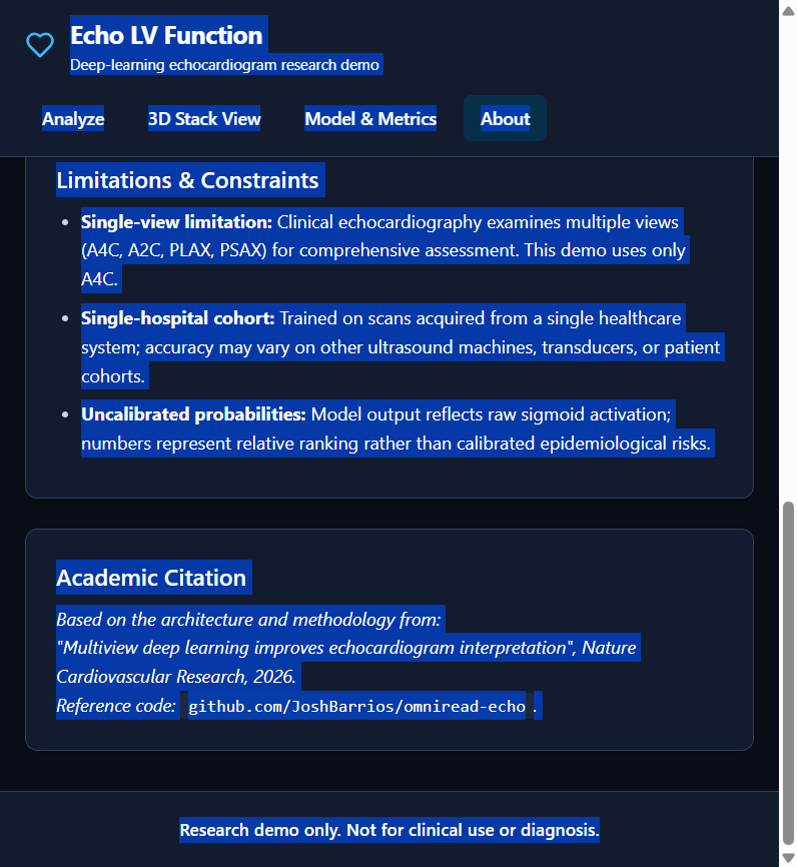 Echo LV Function
Deep-learning echocardiogram research demo
Analyze 3D Stack View Model & Metrics About
Limitations & Constraints
• Single-view limitation: Clinical echocardiography examines multiple views
(A4C, A2C, PLAX, PSAX) for comprehensive assessment. This demo uses only
A4C.
• Single-hospital cohort: Trained on scans acquired from a single healthcare
system; accuracy may vary on other ultrasound machines, transducers, or patient
cohorts.
• Uncalibrated probabilities: Model output reflects raw sigmoid activation;
numbers represent relative ranking rather than calibrated epidemiological risks.
Academic Citation
Based on the architecture and methodology from:
"Multiview deep learning improves echocardiogram interpretation", Nature
Cardiovascular Research, 2026.
Reference code: github.com/JoshBarrios/omniread-echo .
Research demo only. Not for clinical use or diagnosis.